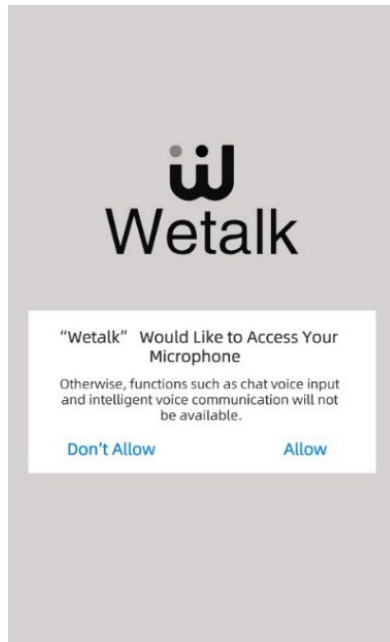 Wetalk
“Wetalk” Would Like to Access Your
Microphone
Otherwise, functions such as chat voice input
and intelligent voice communication will not
be available.
Don't Allow Allow